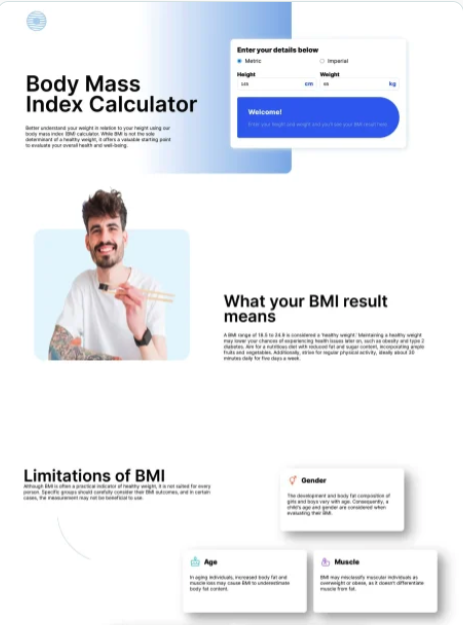 Body Mass
Index Calculator
Better understand your weight in relation to your height using our
body mass index (BMI) calculator. While BMI is not the sole
determinant of a healthy weight, it offers a valuable starting point
to evaluate your overall health and well-being.
Enter your details below
Metric
Imperial
Height
Weight
cm
kg
Welcome!
Enter your height and weight and you'll see your BMI result here
What your BMI result
means
A BMI range of 18.5 to 24.9 is considered a 'healthy weight.' Maintaining a healthy weight
may lower your chances of experiencing health issues later on, such as obesity and type 2
diabetes. Aim for a nutritious diet with reduced fat and sugar content, incorporating ample
fruits and vegetables. Additionally, strive for regular physical activity, ideally about 30
minutes daily for five days a week.
Limitations of BMI
Although BMI is often a practical indicator of healthy weight, it is not suited for every
person. Specific groups should carefully consider their BMI outcomes, and in certain
cases, the measurement may not be beneficial to use.
Gender
The development and body fat composition of
girls and boys vary with age. Consequently, a
child's age and gender are considered when
evaluating their BMI.
Age
In aging individuals, increased body fat and
muscle loss may cause BMI to underestimate
body fat content.
Muscle
BMI may misclassify muscular individuals as
overweight or obese, as it doesn't differentiate
muscle from fat.